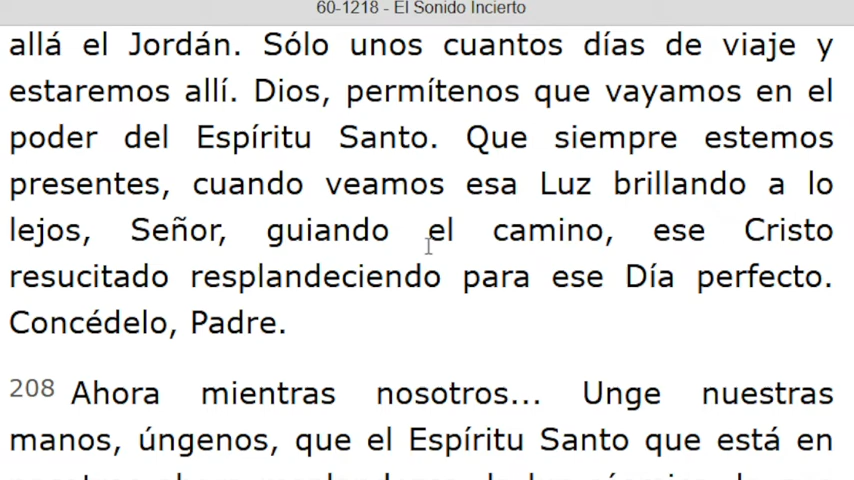 60-1218 - El Sonido Incierto
allá el Jordán. Sólo unos cuantos días de viaje y
estaremos allí. Dios, permítenos que vayamos en el
poder del Espíritu Santo. Que siempre estemos
presentes, cuando veamos esa Luz brillando a lo
lejos, Señor, guiando el camino, ese Cristo
resucitado resplandeciendo para ese Día perfecto.
Concédelo, Padre.
208 Ahora mientras nosotros... Unge nuestras
manos, úngenos, que el Espíritu Santo que está en